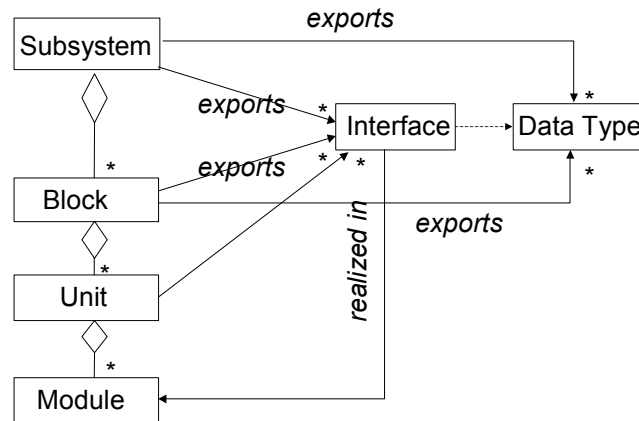 exports
Subsystem
*
exports
*
Interface
Data Type
exports
*
*
*
*
Block
exports
realized in
*
Unit
*
Module